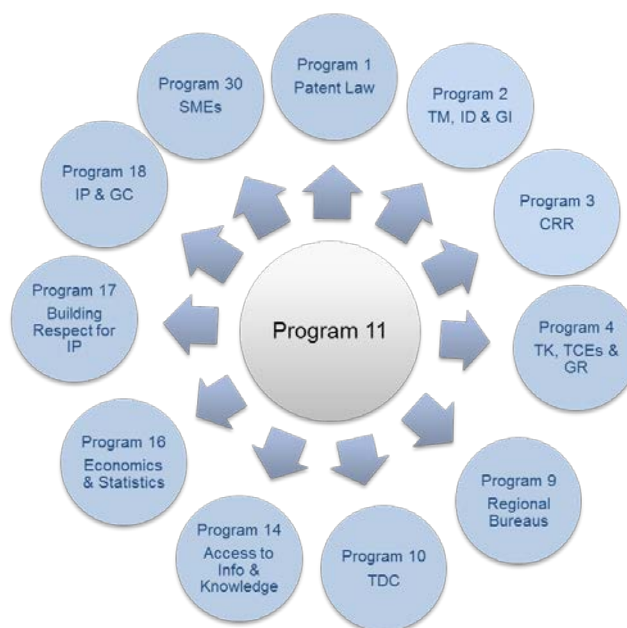 Program 1
Patent Law
Program 2
TM, ID & GI
Program 3
CRR
Program 4
TK, TCEs &
GR
Program 9
Regional
Bureaus
Program 10
TDC
Program 14
Access to
Info &
Knowledge
Program 16
Economics
& Statistics
Program 17
Building
Respect for
IP
Program 18
IP & GC
Program 30
SMEs
Program 11